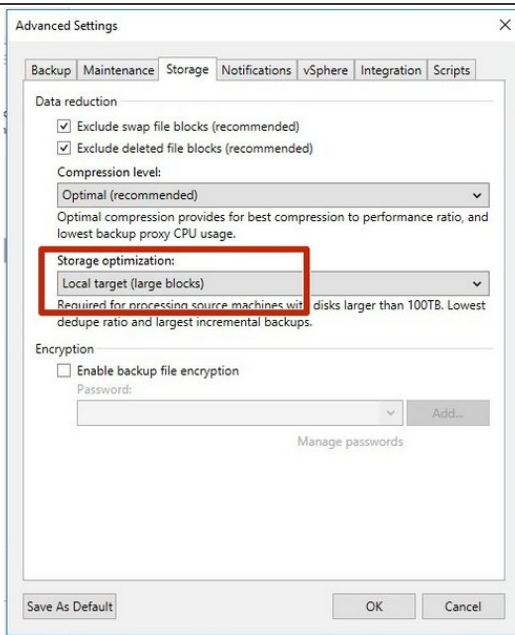 Advanced Settings
Backup Maintenance Storage Notifications vSphere Integration Scripts
Data reduction
Exclude swap file blocks (recommended)
Exclude deleted file blocks (recommended)
Compression level:
Optimal (recommended)
Optimal compression provides for best compression to performance ratio, and
lowest backup proxy CPU usage.
Storage optimization:
Local target (large blocks)
Required for processing source machines with disks larger than 100TB. Lowest
dedupe ratio and largest incremental backups.
Encryption
Enable backup file encryption
Password:
Add...
Manage passwords
Save As Default OK Cancel